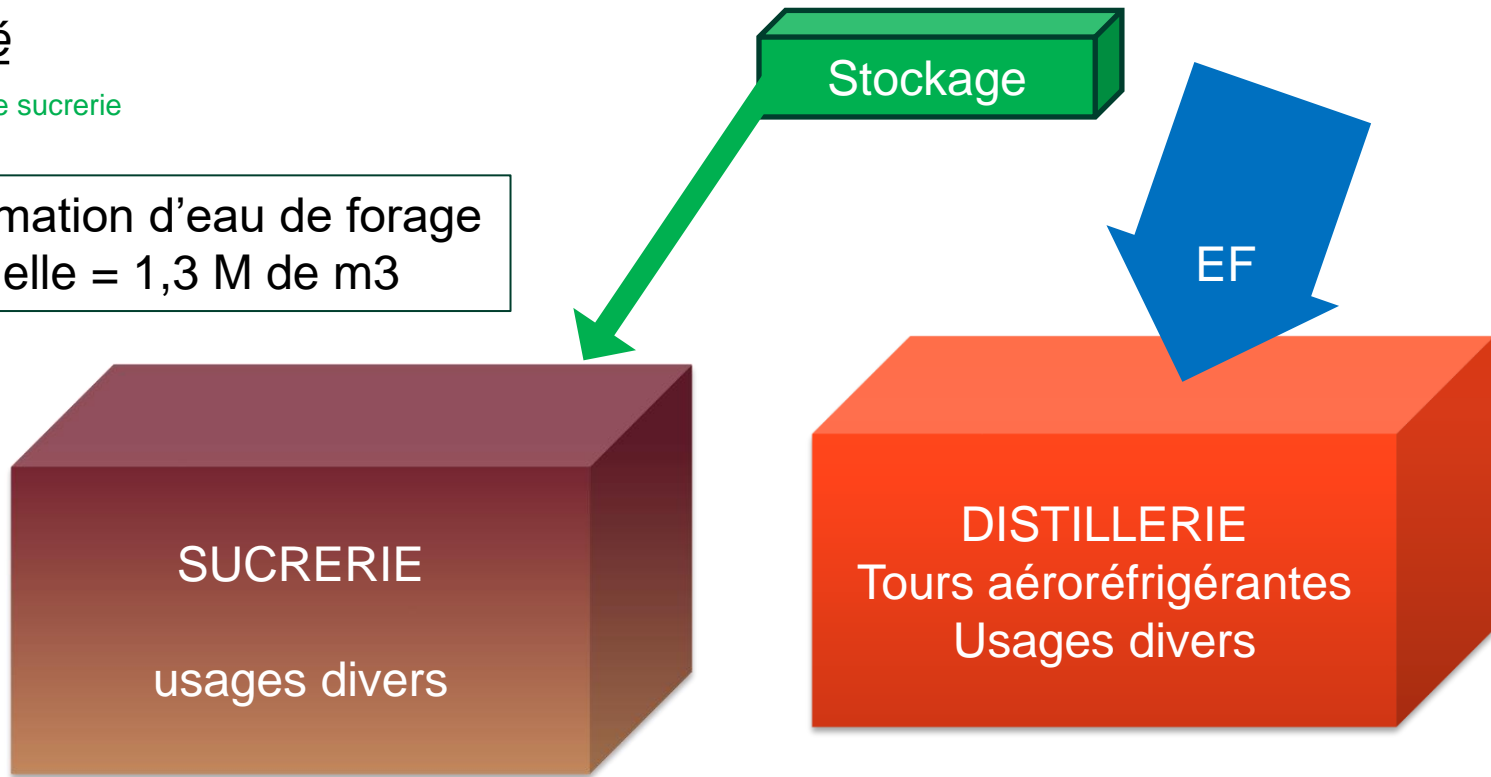 é
e sucrerie
Stockage
mation d'eau de forage
elle = 1,3 M de m3
EF
SUCRERIE
usages divers
DISTILLERIE
Tours aéroréfrigérantes
Usages divers